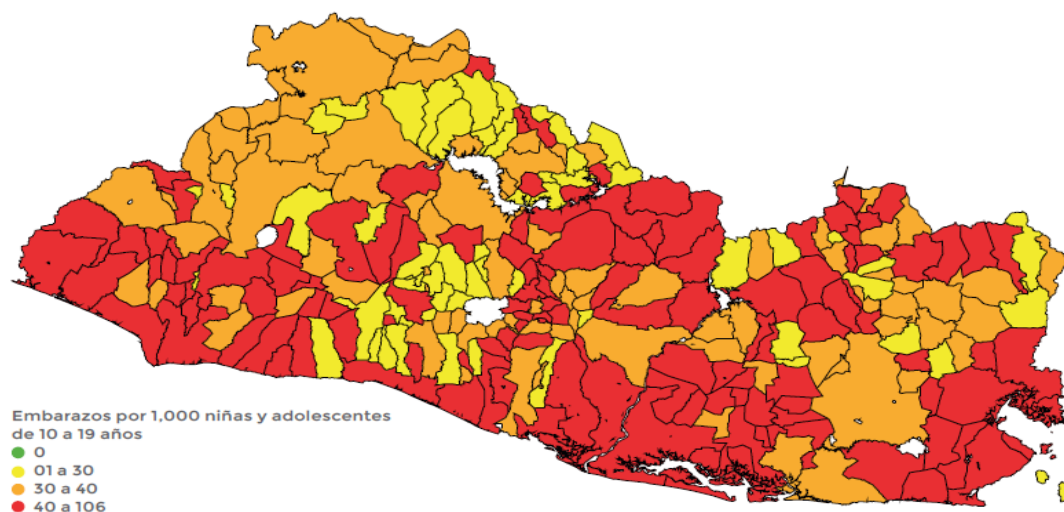 Embarazos por 1,000 niñas y adolescentes
de 10 a 19 años
0
01 a 30
30 a 40
40 a 106